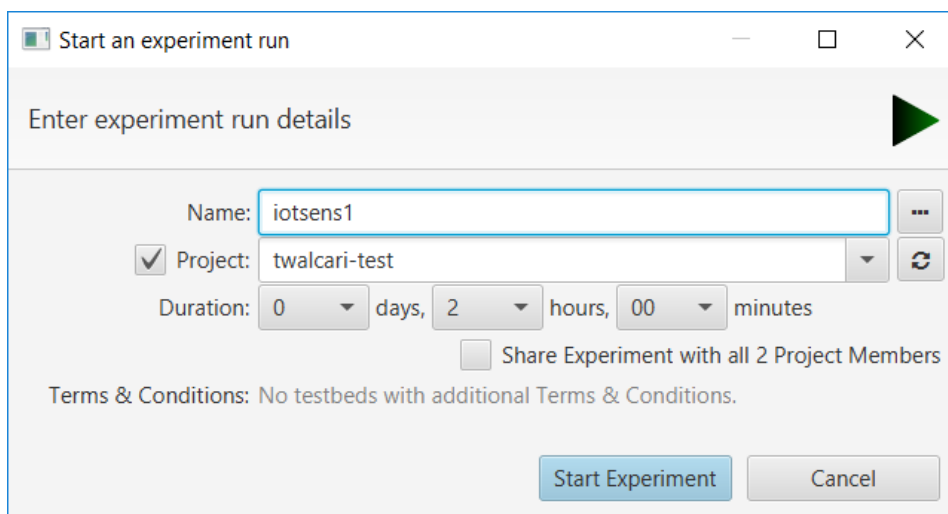 Start an experiment run
Enter experiment run details
Name: iotsens1
Project: twalcari-test
Duration: 0 days, 2 hours, 00 minutes
Share Experiment with all 2 Project Members
Terms & Conditions: No testbeds with additional Terms & Conditions.
Start Experiment Cancel